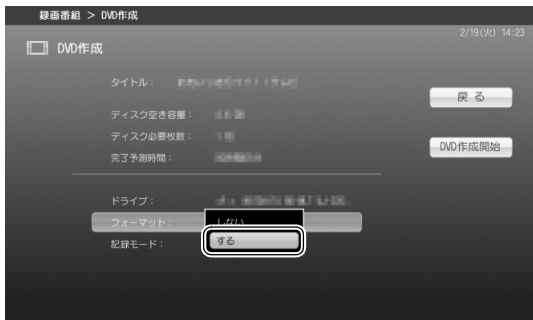 録画番組 > DVD作成
2/19(火) 14:23
DVD作成
タイトル：
戻る
ディスク空き容量：
ディスク必要枚数：
DVD作成開始
完了予測時間：
ドライブ：
フォーマット： しない
する
記録モード：